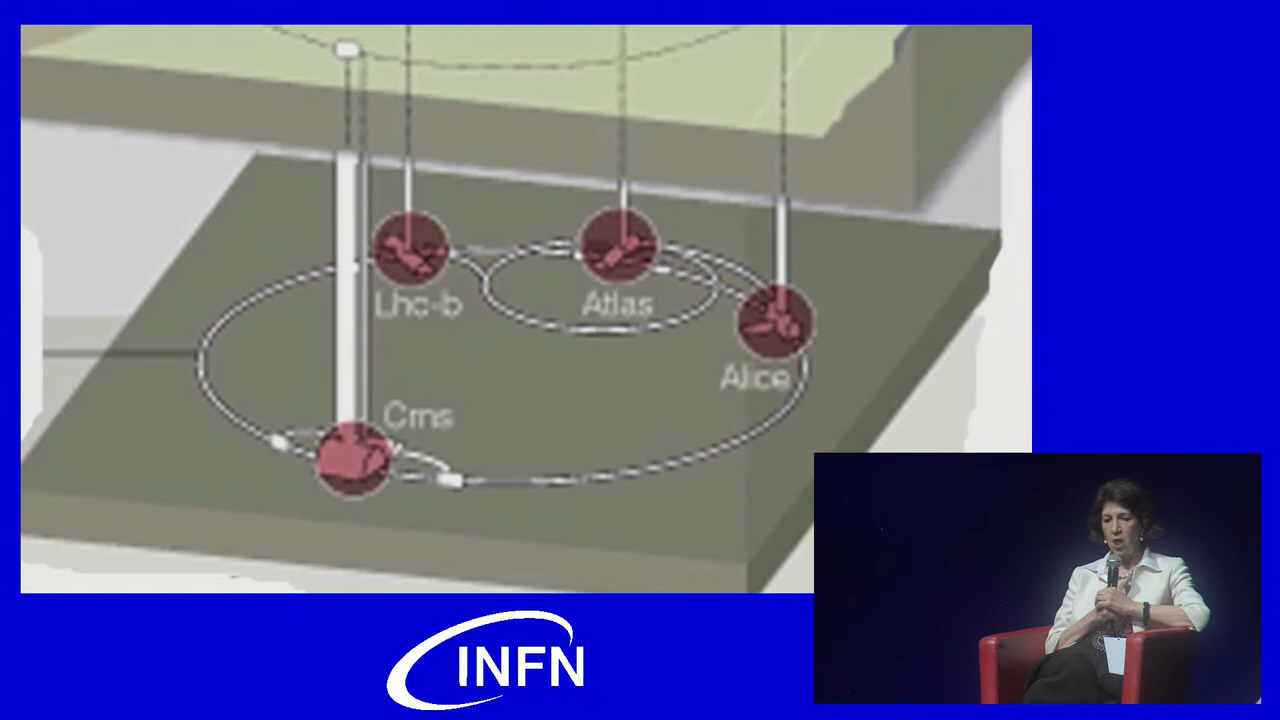 Lhc-b
Atlas
Alice
Cms
INFN